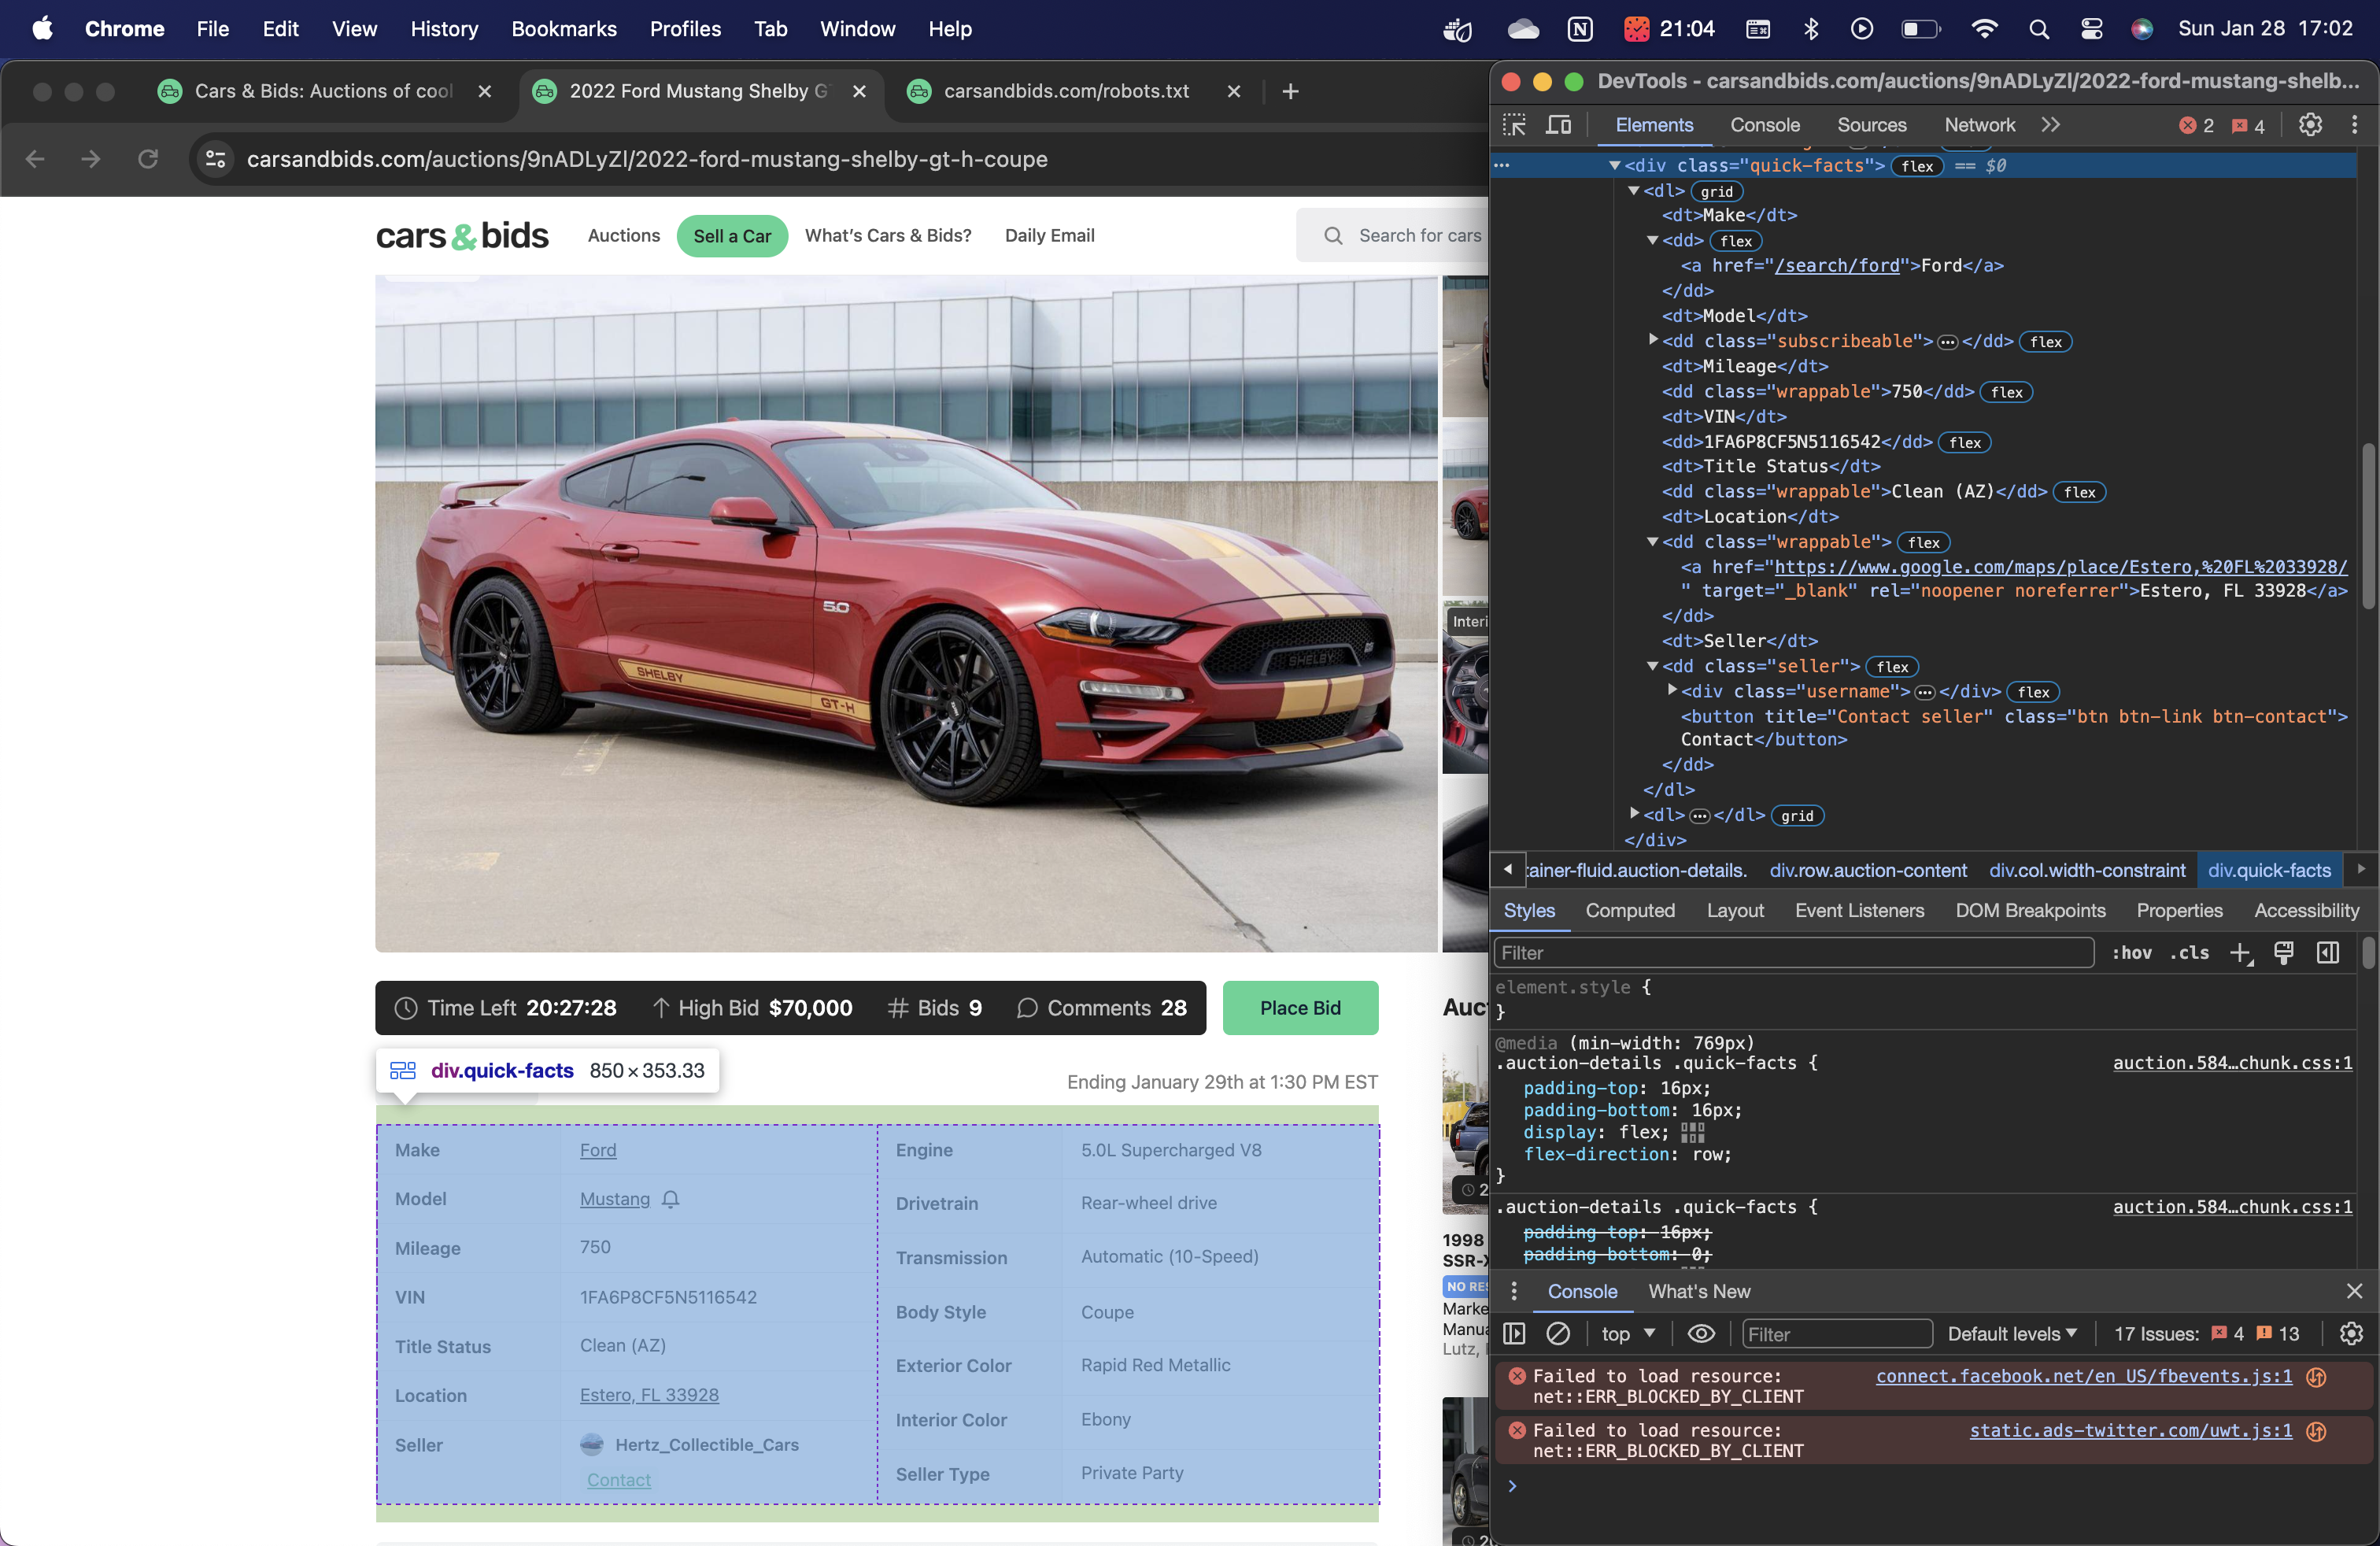 Chrome File Edit View History Bookmarks Profiles Tab Window Help 21:04 Sun Jan 28 17:02
Cars & Bids: Auctions of cool
2022 Ford Mustang Shelby G
carsandbids.com/robots.txt
carsandbids.com/auctions/9nADLyZl/2022-ford-mustang-shelby-gt-h-coupe
cars & bids Auctions Sell a Car What's Cars & Bids? Daily Email Search for cars
5.0
SHELBY
GT-H
SHELBY
Interi
Time Left 20:27:28 High Bid $70,000 # Bids 9 Comments 28 Place Bid
div.quick-facts 850 × 353.33
Ending January 29th at 1:30 PM EST
Make Ford
Model Mustang
Mileage 750
VIN 1FA6P8CF5N5116542
Title Status Clean (AZ)
Location Estero, FL 33928
Seller Hertz_Collectible_Cars
Contact
Engine 5.0L Supercharged V8
Drivetrain Rear-wheel drive
Transmission Automatic (10-Speed)
Body Style Coupe
Exterior Color Rapid Red Metallic
Interior Color Ebony
Seller Type Private Party
Auc
2
1998
SSR-X
NO RES
Marke
Manua
Lutz,
20
DevTools - carsandbids.com/auctions/9nADLyZl/2022-ford-mustang-shelb...
Elements Console Sources Network 2 4
<div class="quick-facts"> flex == $0
<dl> grid
<dt>Make</dt>
<dd> flex
<a href="/search/ford">Ford</a>
</dd>
<dt>Model</dt>
<dd class="subscribeable">…</dd> flex
<dt>Mileage</dt>
<dd class="wrappable">750</dd> flex
<dt>VIN</dt>
<dd>1FA6P8CF5N5116542</dd> flex
<dt>Title Status</dt>
<dd class="wrappable">Clean (AZ)</dd> flex
<dt>Location</dt>
<dd class="wrappable"> flex
<a href="https://www.google.com/maps/place/Estero,%20FL%2033928/
" target="_blank" rel="noopener noreferrer">Estero, FL 33928</a>
</dd>
<dt>Seller</dt>
<dd class="seller"> flex
<div class="username">…</div> flex
<button title="Contact seller" class="btn btn-link btn-contact">
Contact</button>
</dd>
</dl>
<dl>…</dl> grid
</div>
tainer-fluid.auction-details. div.row.auction-content div.col.width-constraint div.quick-facts
Styles Computed Layout Event Listeners DOM Breakpoints Properties Accessibility
Filter :hov .cls
element.style {
}
@media (min-width: 769px)
.auction-details .quick-facts { auction.584…chunk.css:1
padding-top: 16px;
padding-bottom: 16px;
display: flex;
flex-direction: row;
}
.auction-details .quick-facts { auction.584…chunk.css:1
padding-top: 16px;
padding-bottom: 0;
Console What's New
top Filter Default levels 17 Issues: 4 13
Failed to load resource: connect.facebook.net/en_US/fbevents.js:1
net::ERR_BLOCKED_BY_CLIENT
Failed to load resource: static.ads-twitter.com/uwt.js:1
net::ERR_BLOCKED_BY_CLIENT